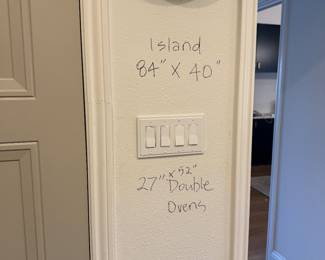 Island
84" X 40"
27" x 52" Double
Ovens